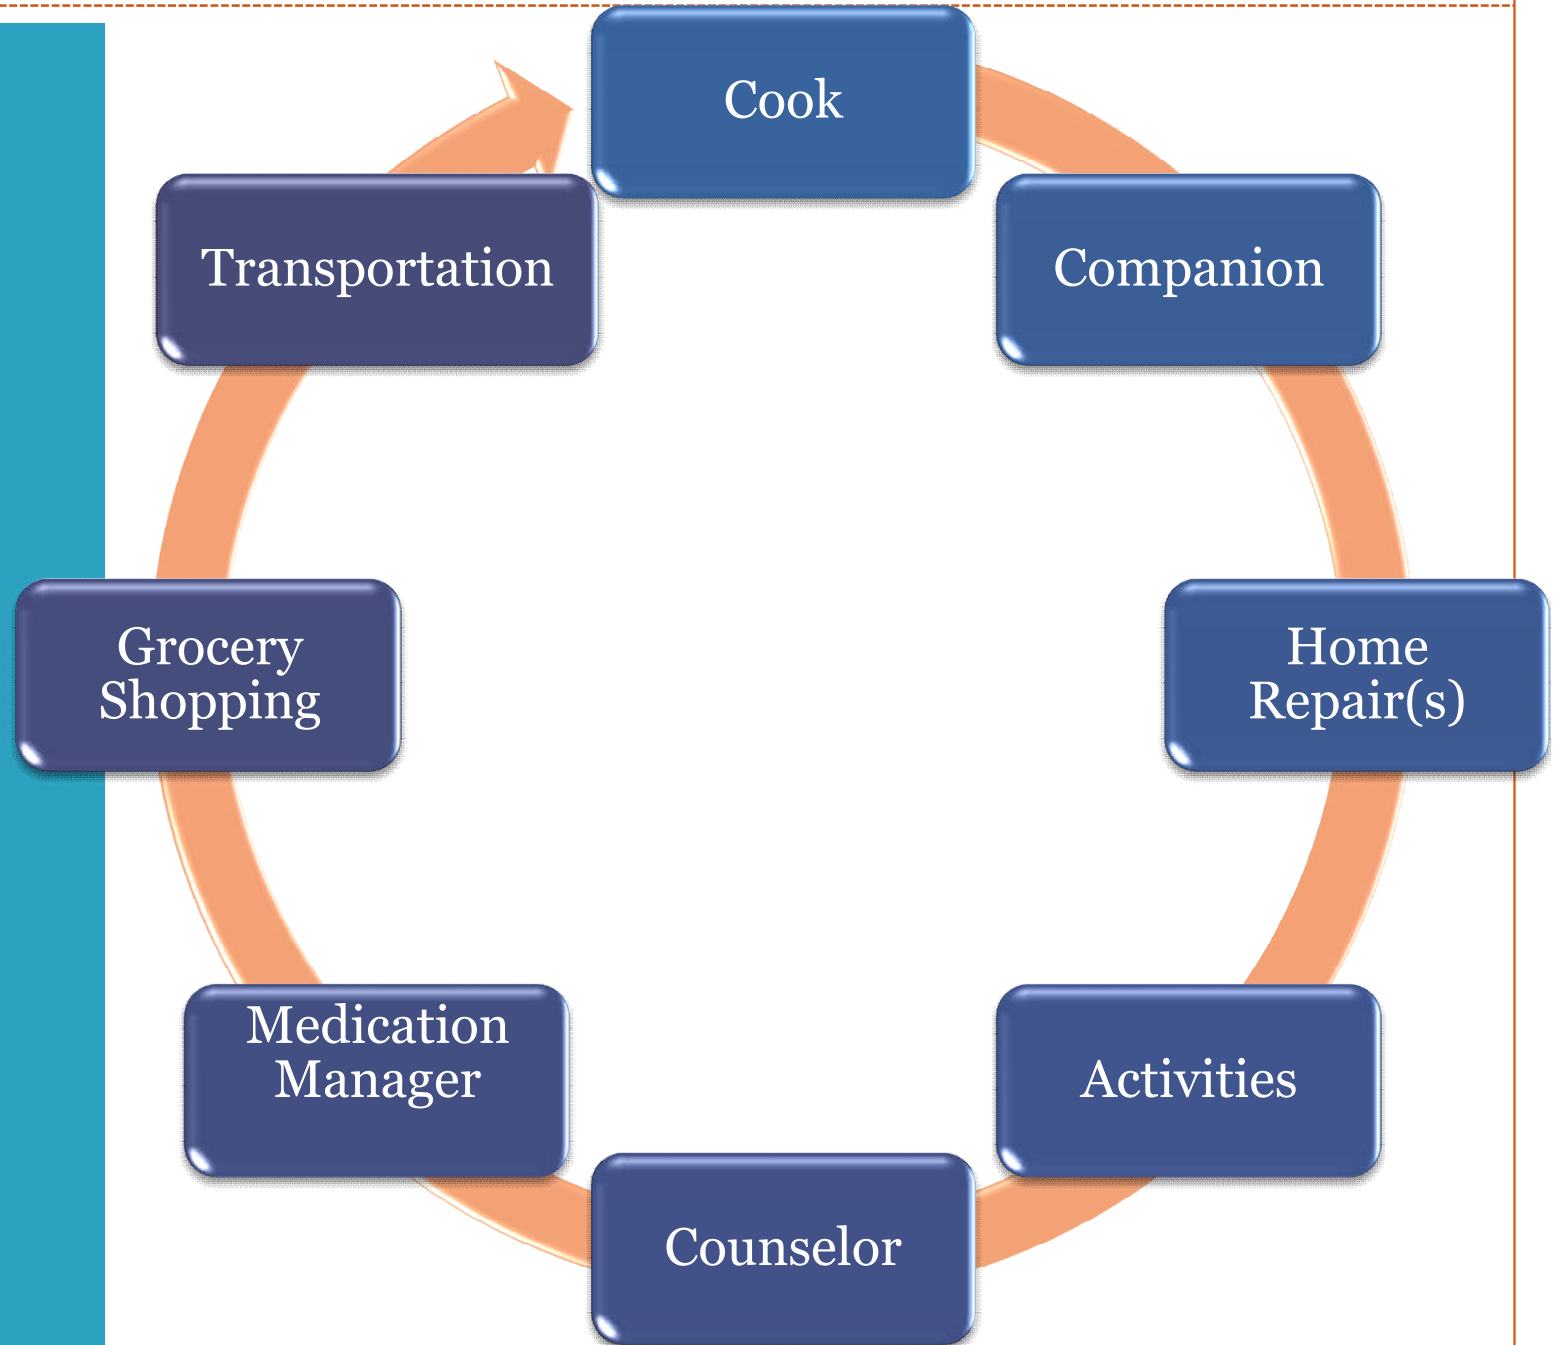 Cook
Companion
Home
Repair(s)
Activities
Counselor
Medication
Manager
Grocery
Shopping
Transportation